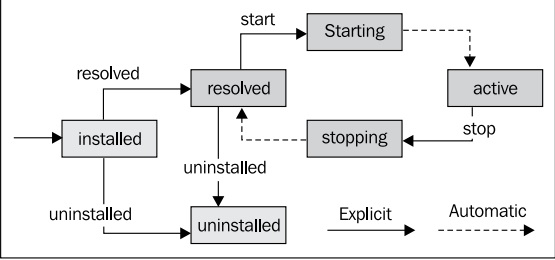 start
Starting
resolved
resolved
active
installed
stopping
stop
uninstalled
uninstalled
uninstalled
Explicit
Automatic